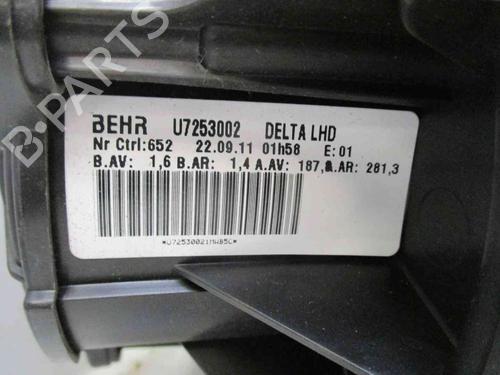 BEHR U7253002 DELTA LHD
Nr Ctrl:652 22.09.11 01h58 E:01
B.AV: 1,6 B.AR: 1,4 A.AV: 187, A.AR: 281,3
B-PARTS